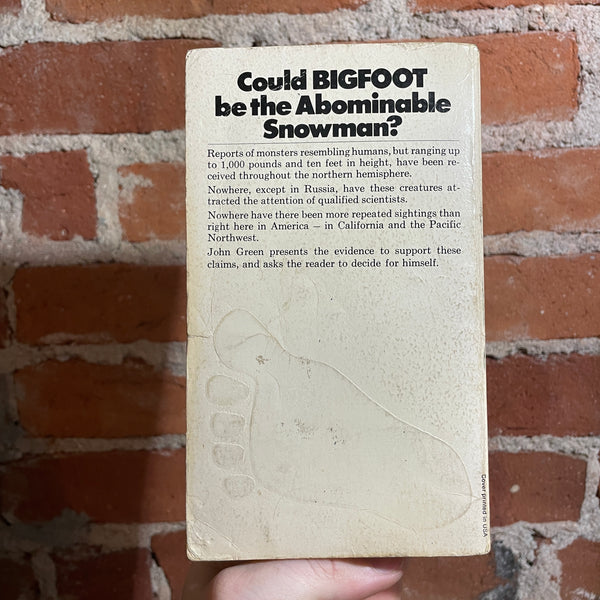 Could BIGFOOT
be the Abominable
Snowman?
Reports of monsters resembling humans, but ranging up
to 1,000 pounds and ten feet in height, have been re-
ceived throughout the northern hemisphere.
Nowhere, except in Russia, have these creatures at-
tracted the attention of qualified scientists.
Nowhere have there been more repeated sightings than
right here in America – in California and the Pacific
Northwest.
John Green presents the evidence to support these
claims, and asks the reader to decide for himself.
Cover printed in USA